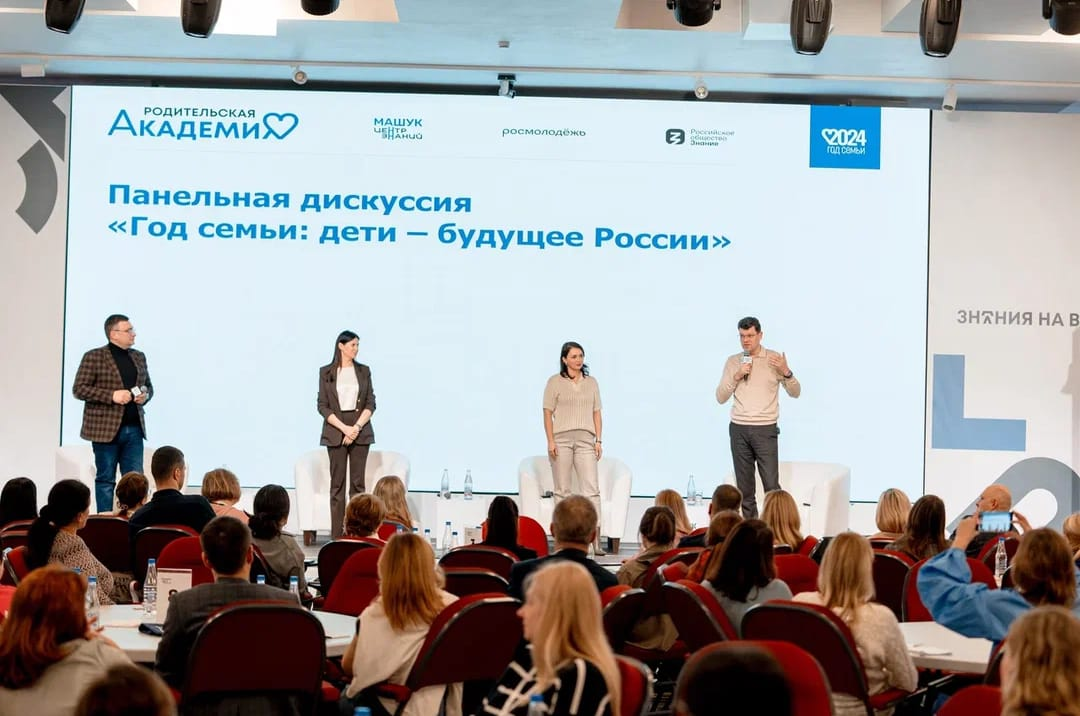 РОДИТЕЛЬСКАЯ
АКАДЕМИЯ
МАШУК
ЦЕНТР
ЗНАНИЙ
росмолодёжь
Российское
общество
Знание
2024
ГОД СЕМЬИ
Панельная дискуссия
«Год семьи: дети – будущее России»
ЗНАНИЯ НА В